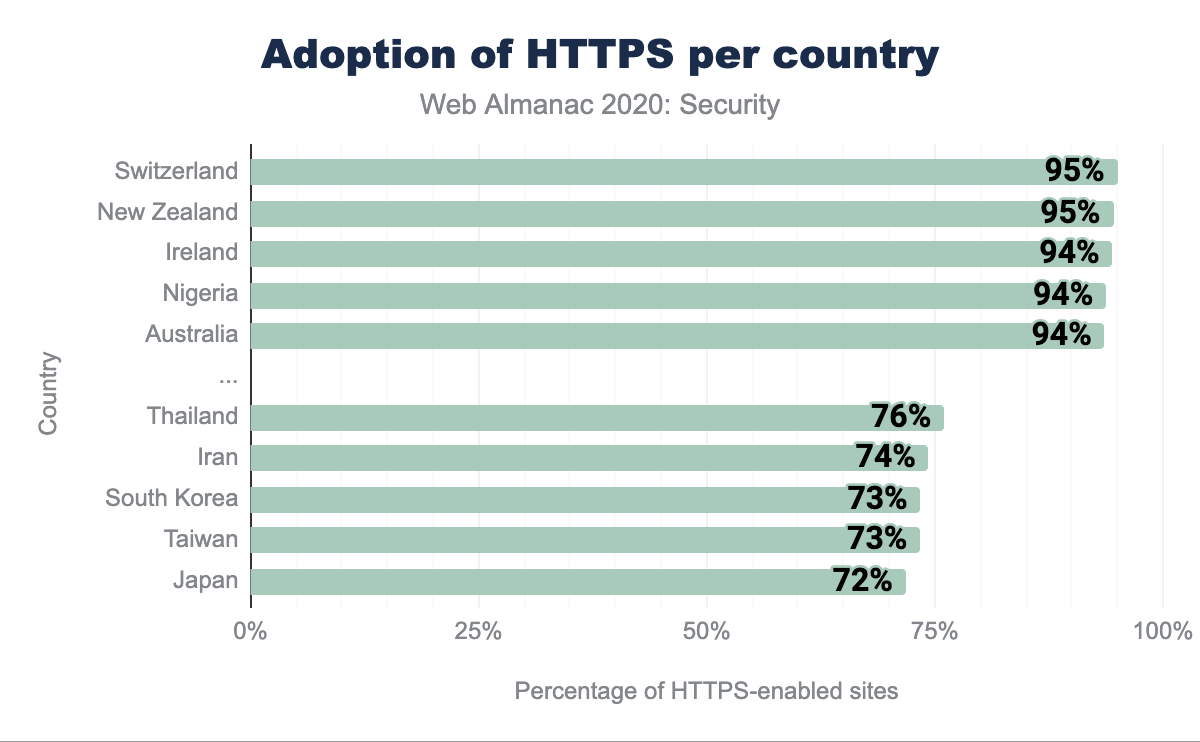 Adoption of HTTPS per country
Web Almanac 2020: Security
Country
Switzerland 95%
New Zealand 95%
Ireland 94%
Nigeria 94%
Australia 94%
...
Thailand 76%
Iran 74%
South Korea 73%
Taiwan 73%
Japan 72%
0% 25% 50% 75% 100%
Percentage of HTTPS-enabled sites